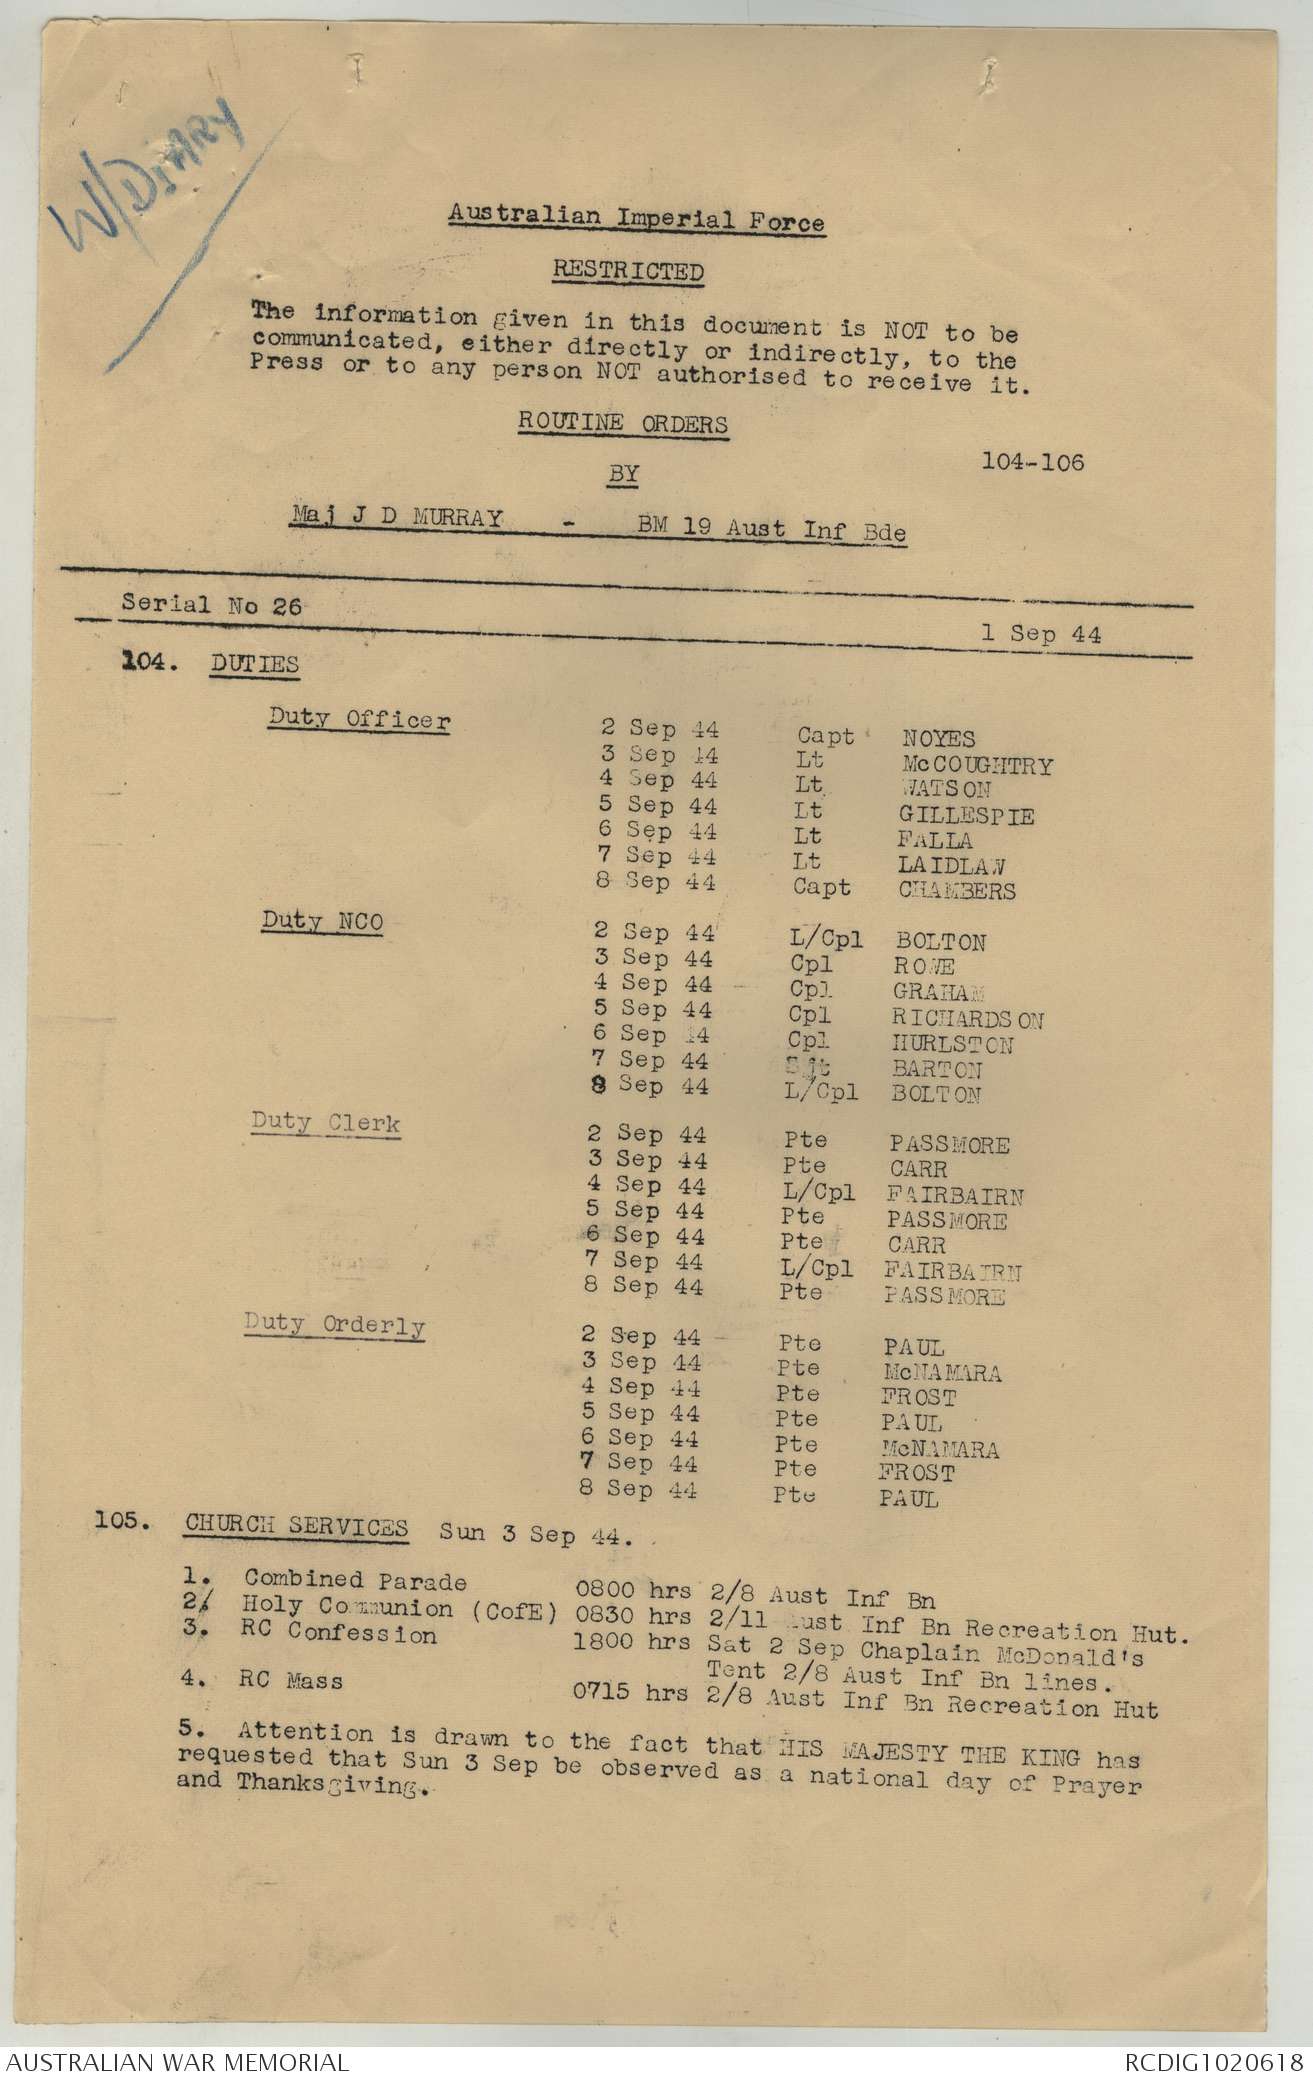 W/DIARY
Australian Imperial Force
RESTRICTED
The information given in this document is NOT to be
communicated, either directly or indirectly, to the
Press or to any person NOT authorised to receive it.
ROUTINE ORDERS
104-106
BY
Maj J D MURRAY - BM 19 Aust Inf Bde
Serial No 26
1 Sep 44
104. DUTIES
Duty Officer 2 Sep 44 Capt NOYES
3 Sep 44 Lt McCOUGHTRY
4 Sep 44 Lt WATSON
5 Sep 44 Lt GILLESPIE
6 Sep 44 Lt FALLA
7 Sep 44 Lt LAIDLAW
8 Sep 44 Capt CHAMBERS
Duty NCO 2 Sep 44 L/Cpl BOLTON
3 Sep 44 Cpl ROWE
4 Sep 44 Cpl GRAHAM
5 Sep 44 Cpl RICHARDSON
6 Sep 44 Cpl HURLSTON
7 Sep 44 Sjt BARTON
8 Sep 44 L/Cpl BOLTON
Duty Clerk 2 Sep 44 Pte PASSMORE
3 Sep 44 Pte CARR
4 Sep 44 L/Cpl FAIRBAIRN
5 Sep 44 Pte PASSMORE
6 Sep 44 Pte CARR
7 Sep 44 L/Cpl FAIRBAIRN
8 Sep 44 Pte PASSMORE
Duty Orderly 2 Sep 44 Pte PAUL
3 Sep 44 Pte McNAMARA
4 Sep 44 Pte FROST
5 Sep 44 Pte PAUL
6 Sep 44 Pte McNAMARA
7 Sep 44 Pte FROST
8 Sep 44 Pte PAUL
105. CHURCH SERVICES Sun 3 Sep 44.
1. Combined Parade 0800 hrs 2/8 Aust Inf Bn
2. Holy Communion (CofE) 0830 hrs 2/11 Aust Inf Bn Recreation Hut.
3. RC Confession 1800 hrs Sat 2 Sep Chaplain McDonald's
Tent 2/8 Aust Inf Bn lines.
4. RC Mass 0715 hrs 2/8 Aust Inf Bn Recreation Hut
5. Attention is drawn to the fact that HIS MAJESTY THE KING has
requested that Sun 3 Sep be observed as a national day of Prayer
and Thanksgiving.
AUSTRALIAN WAR MEMORIAL
RCDIG1020618